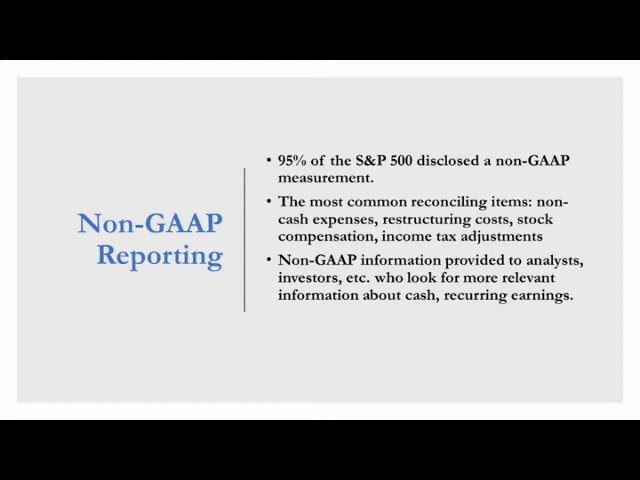 Non-GAAP
Reporting
• 95% of the S&P 500 disclosed a non-GAAP
measurement.
• The most common reconciling items: non-
cash expenses, restructuring costs, stock
compensation, income tax adjustments
• Non-GAAP information provided to analysts,
investors, etc. who look for more relevant
information about cash, recurring earnings.